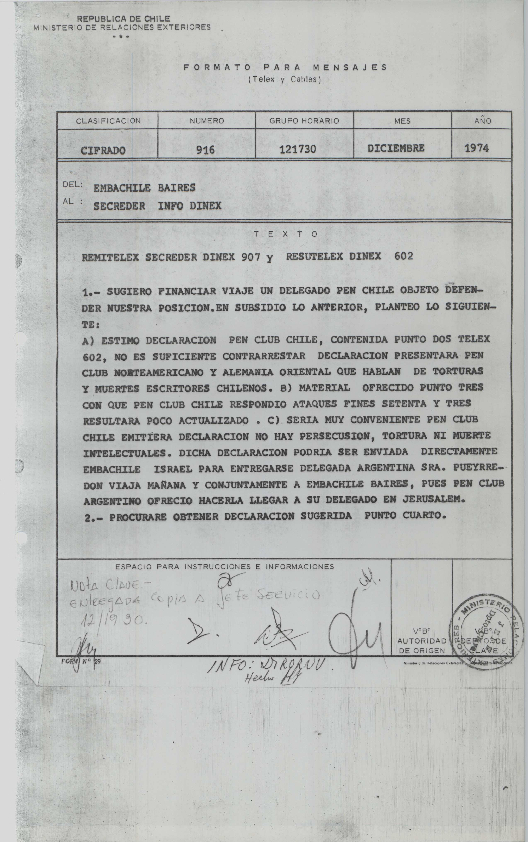 REPUBLICA DE CHILE
MINISTERIO DE RELACIONES EXTERIORES
* * *
FORMATO PARA MENSAJES
(Telex y Cables)
CLASIFICACION NUMERO GRUPO HORARIO MES AÑO
CIFRADO 916 121730 DICIEMBRE 1974
DEL: EMBACHILE BAIRES
AL : SECREDER INFO DINEX
TEXTO
REMITELEX SECREDER DINEX 907 y RESUTELEX DINEX 602
1.- SUGIERO FINANCIAR VIAJE UN DELEGADO PEN CHILE OBJETO DEFEN-
DER NUESTRA POSICION.EN SUBSIDIO LO ANTERIOR, PLANTEO LO SIGUIEN-
TE:
A) ESTIMO DECLARACION PEN CLUB CHILE, CONTENIDA PUNTO DOS TELEX
602, NO ES SUFICIENTE CONTRARRESTAR DECLARACION PRESENTARA PEN
CLUB NORTEAMERICANO Y ALEMANIA ORIENTAL QUE HABLAN DE TORTURAS
Y MUERTES ESCRITORES CHILENOS. B) MATERIAL OFRECIDO PUNTO TRES
CON QUE PEN CLUB CHILE RESPONDIO ATAQUES FINES SETENTA Y TRES
RESULTARA POCO ACTUALIZADO . C) SERIA MUY CONVENIENTE PEN CLUB
CHILE EMITIERA DECLARACION NO HAY PERSECUSION, TORTURA NI MUERTE
INTELECTUALES. DICHA DECLARACION PODRIA SER ENVIADA DIRECTAMENTE
EMBACHILE ISRAEL PARA ENTREGARSE DELEGADA ARGENTINA SRA. PUEYRRE-
DON VIAJA MAÑANA Y CONJUNTAMENTE A EMBACHILE BAIRES, PUES PEN CLUB
ARGENTINO OFRECIO HACERLA LLEGAR A SU DELEGADO EN JERUSALEM.
2.- PROCURARE OBTENER DECLARACION SUGERIDA PUNTO CUARTO.
ESPACIO PARA INSTRUCCIONES E INFORMACIONES
Nota Clave -
Entregada Copia A Jefe Servicio
12/1930.
V°B°
AUTORIDAD
DE ORIGEN
MINISTERIO
FORM N° 29
INFO: DIRORNU
Hecho